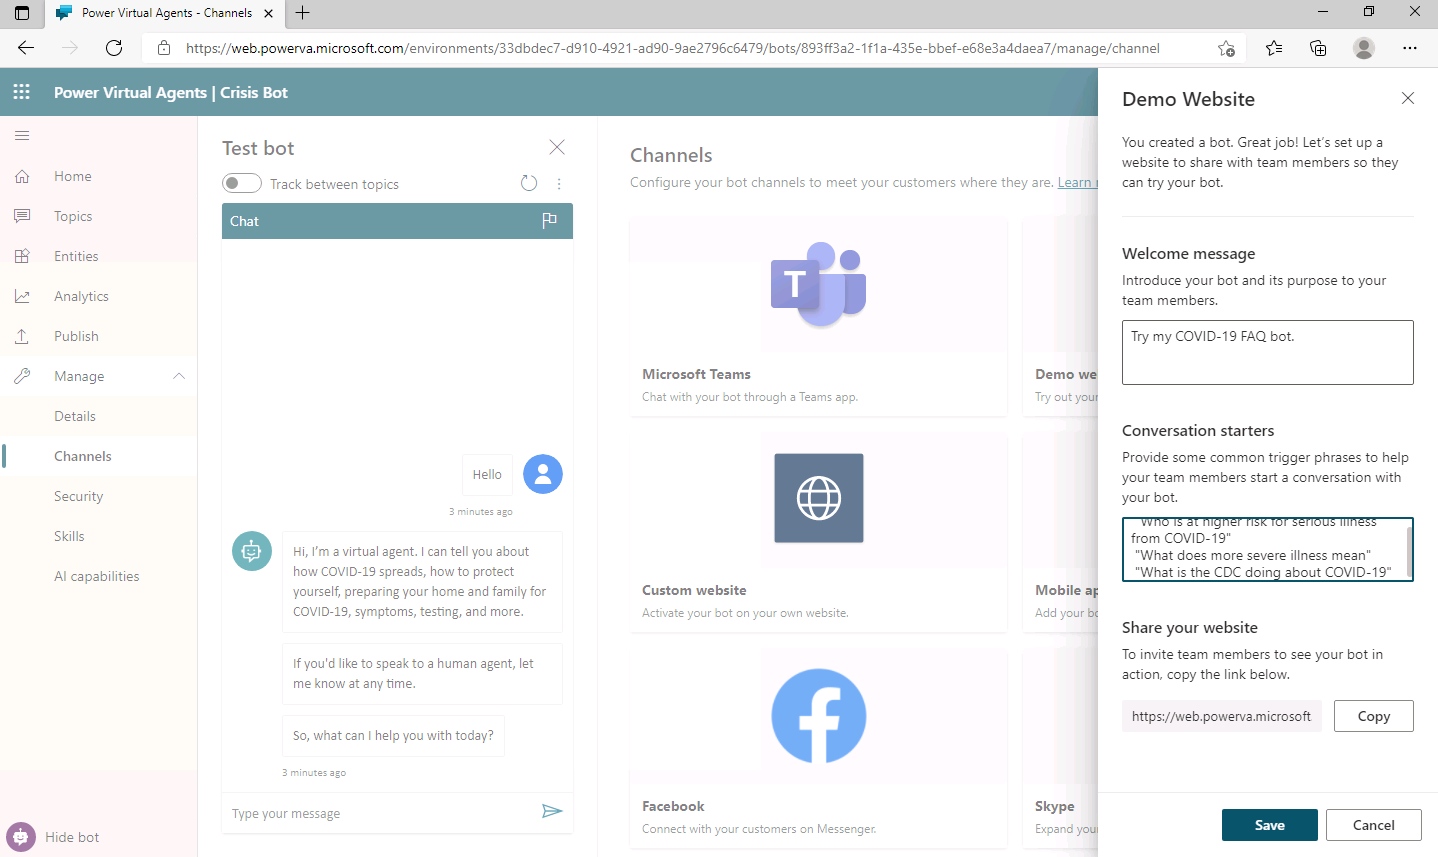 Power Virtual Agents - Channels
https://web.powerva.microsoft.com/environments/33dbdec7-d910-4921-ad90-9ae2796c6479/bots/893ff3a2-1f1a-435e-bbef-e68e3a4daea7/manage/channel
Power Virtual Agents | Crisis Bot
Home
Topics
Entities
Analytics
Publish
Manage
Details
Channels
Security
Skills
AI capabilities
Hide bot
Test bot
Track between topics
Chat
Hello
3 minutes ago
Hi, I'm a virtual agent. I can tell you about
how COVID-19 spreads, how to protect
yourself, preparing your home and family for
COVID-19, symptoms, testing, and more.
If you'd like to speak to a human agent, let
me know at any time.
So, what can I help you with today?
3 minutes ago
Type your message
Channels
Configure your bot channels to meet your customers where they are. Learn
T
Microsoft Teams
Chat with your bot through a Teams app.
Demo we
Try out your
Custom website
Activate your bot on your own website.
Mobile ap
Add your bo
Facebook
Connect with your customers on Messenger.
Skype
Expand your
Demo Website
You created a bot. Great job! Let's set up a
website to share with team members so they
can try your bot.
Welcome message
Introduce your bot and its purpose to your
team members.
Try my COVID-19 FAQ bot.
Conversation starters
Provide some common trigger phrases to help
your team members start a conversation with
your bot.
"Who is at higher risk for serious illness
from COVID-19"
"What does more severe illness mean"
"What is the CDC doing about COVID-19"
Share your website
To invite team members to see your bot in
action, copy the link below.
https://web.powerva.microsoft
Copy
Save
Cancel